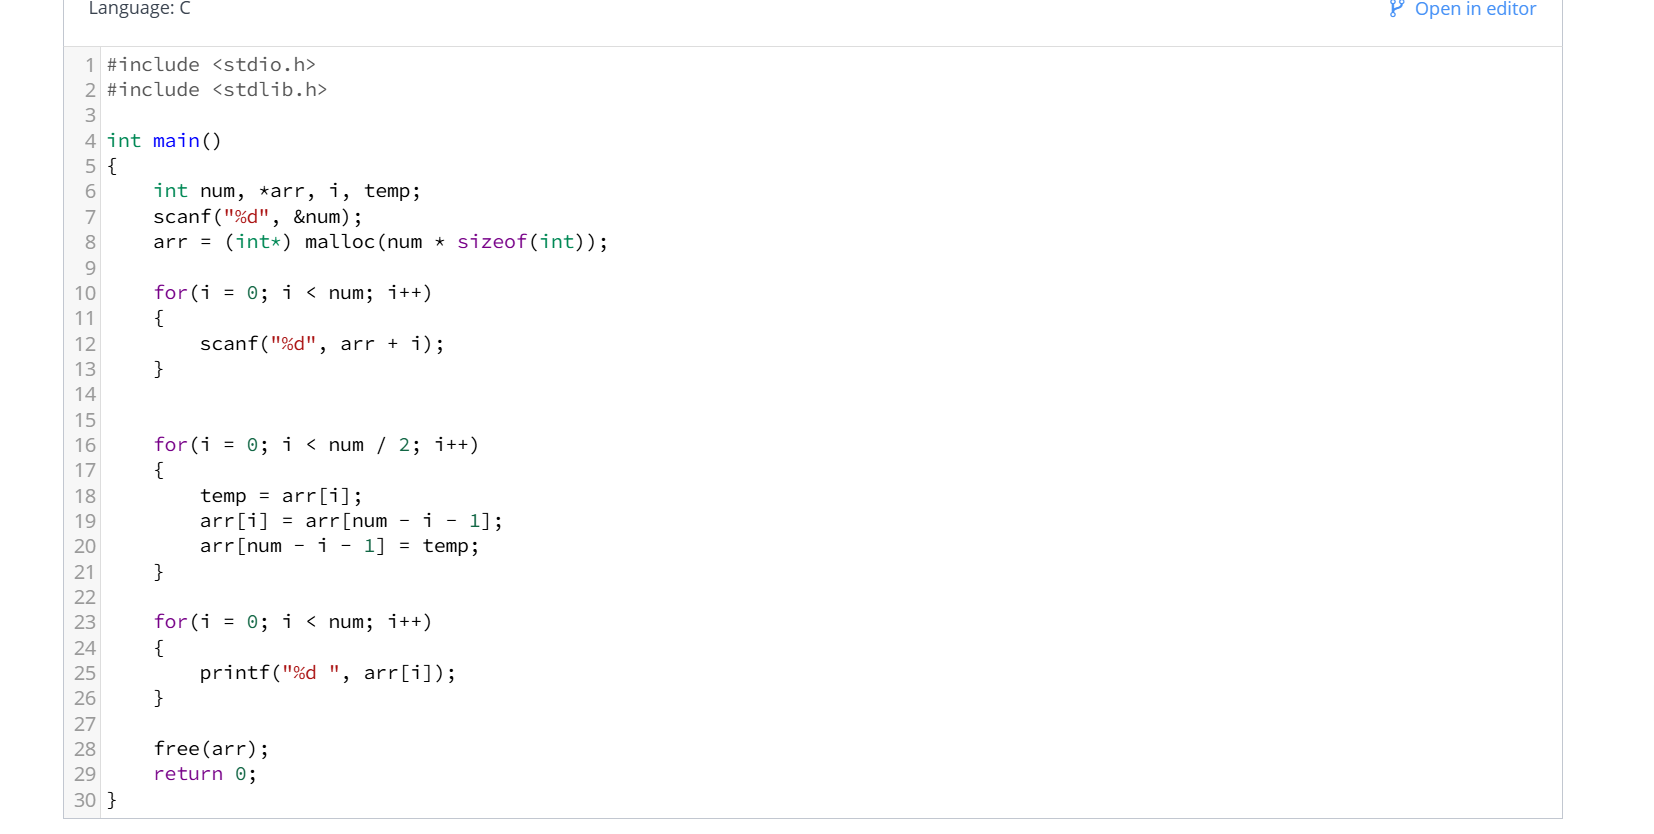 Language: C
Open in editor
1 #include <stdio.h>
2 #include <stdlib.h>
3
4 int main()
5 {
6     int num, *arr, i, temp;
7     scanf("%d", &num);
8     arr = (int*) malloc(num * sizeof(int));
9
10     for(i = 0; i < num; i++)
11     {
12         scanf("%d", arr + i);
13     }
14
15
16     for(i = 0; i < num / 2; i++)
17     {
18         temp = arr[i];
19         arr[i] = arr[num - i - 1];
20         arr[num - i - 1] = temp;
21     }
22
23     for(i = 0; i < num; i++)
24     {
25         printf("%d ", arr[i]);
26     }
27
28     free(arr);
29     return 0;
30 }